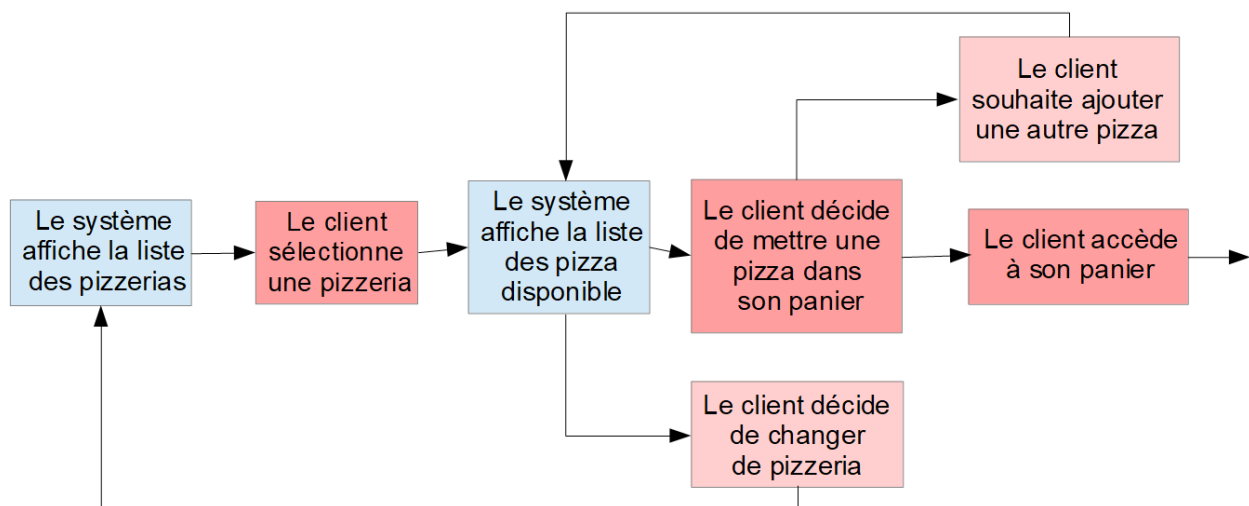 Le système
affiche la liste
des pizzerias
Le client
sélectionne
une pizzeria
Le système
affiche la liste
des pizza
disponible
Le client décide
de mettre une
pizza dans
son panier
Le client
souhaite ajouter
une autre pizza
Le client accède
à son panier
Le client décide
de changer
de pizzeria